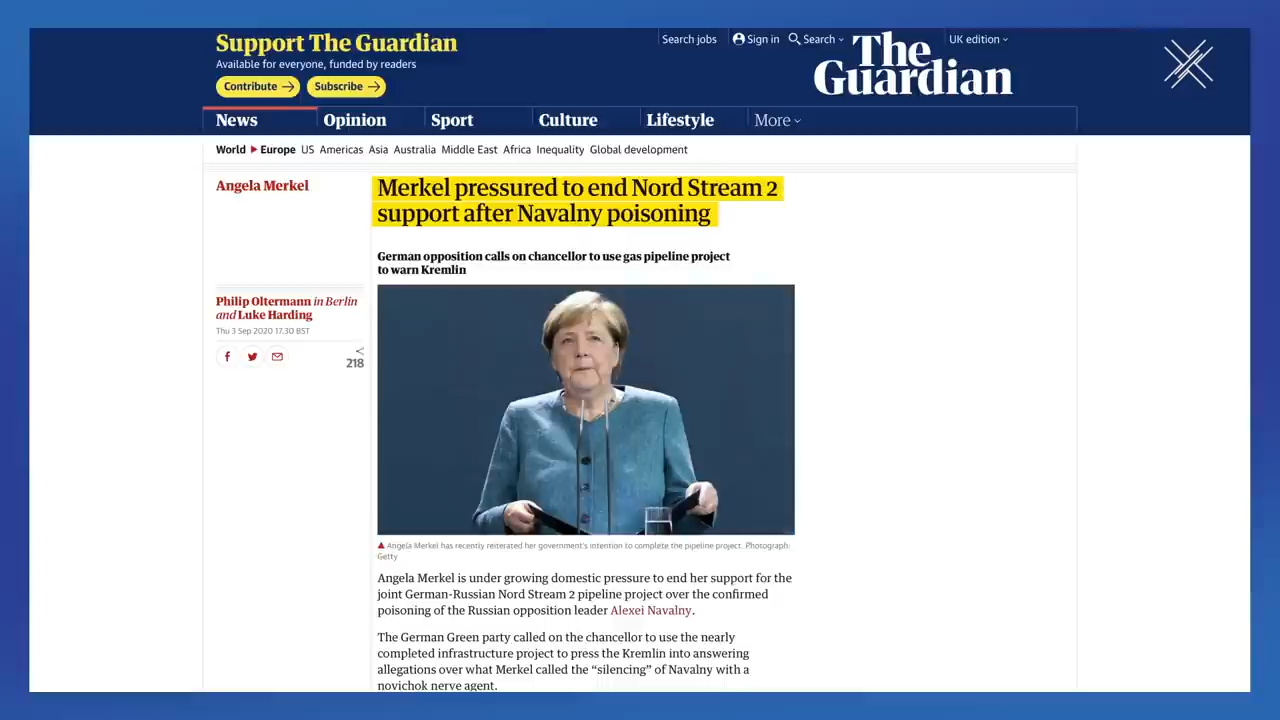 Support The Guardian
Available for everyone, funded by readers
Contribute
Subscribe
Search jobs
Sign in
Search
The
Guardian
UK edition
News
Opinion
Sport
Culture
Lifestyle
More
World
Europe
US
Americas
Asia
Australia
Middle East
Africa
Inequality
Global development
Angela Merkel
Merkel pressured to end Nord Stream 2
support after Navalny poisoning
German opposition calls on chancellor to use gas pipeline project
to warn Kremlin
Philip Oltermann in Berlin
and Luke Harding
Thu 3 Sep 2020 17.30 BST
218
Angela Merkel has recently reiterated her government's intention to complete the pipeline project. Photograph:
Getty
Angela Merkel is under growing domestic pressure to end her support for the
joint German-Russian Nord Stream 2 pipeline project over the confirmed
poisoning of the Russian opposition leader Alexei Navalny.
The German Green party called on the chancellor to use the nearly
completed infrastructure project to press the Kremlin into answering
allegations over what Merkel called the “silencing” of Navalny with a
novichok nerve agent.